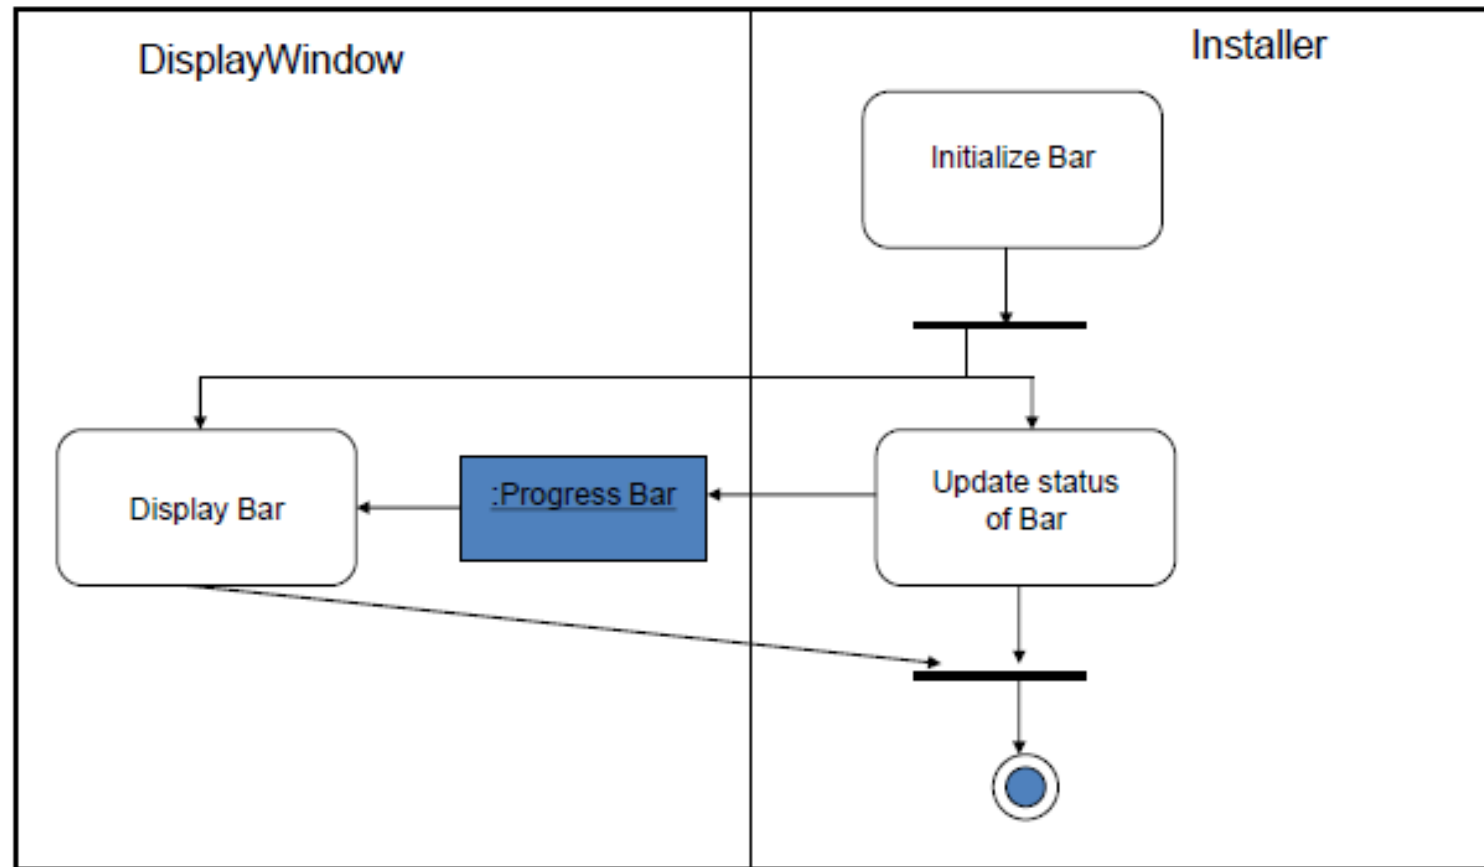 DisplayWindow
Installer
Initialize Bar
Display Bar
:Progress Bar
Update status
of Bar